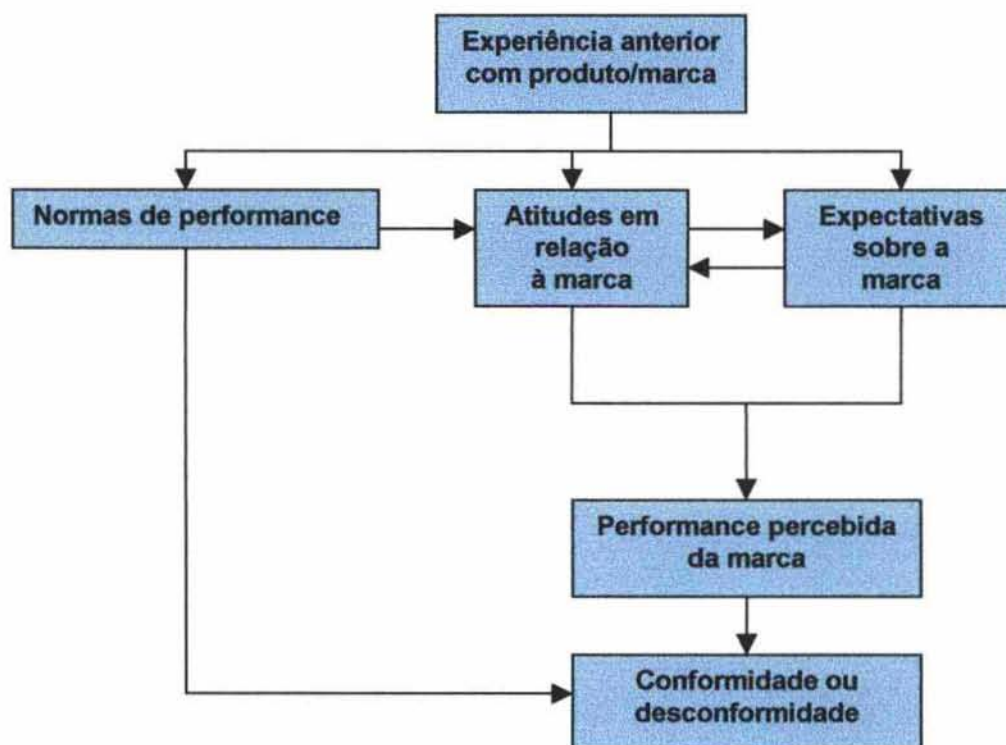 Experiência anterior
com produto/marca
Normas de performance
Atitudes em
relação
à marca
Expectativas
sobre a
marca
Performance percebida
da marca
Conformidade ou
desconformidade